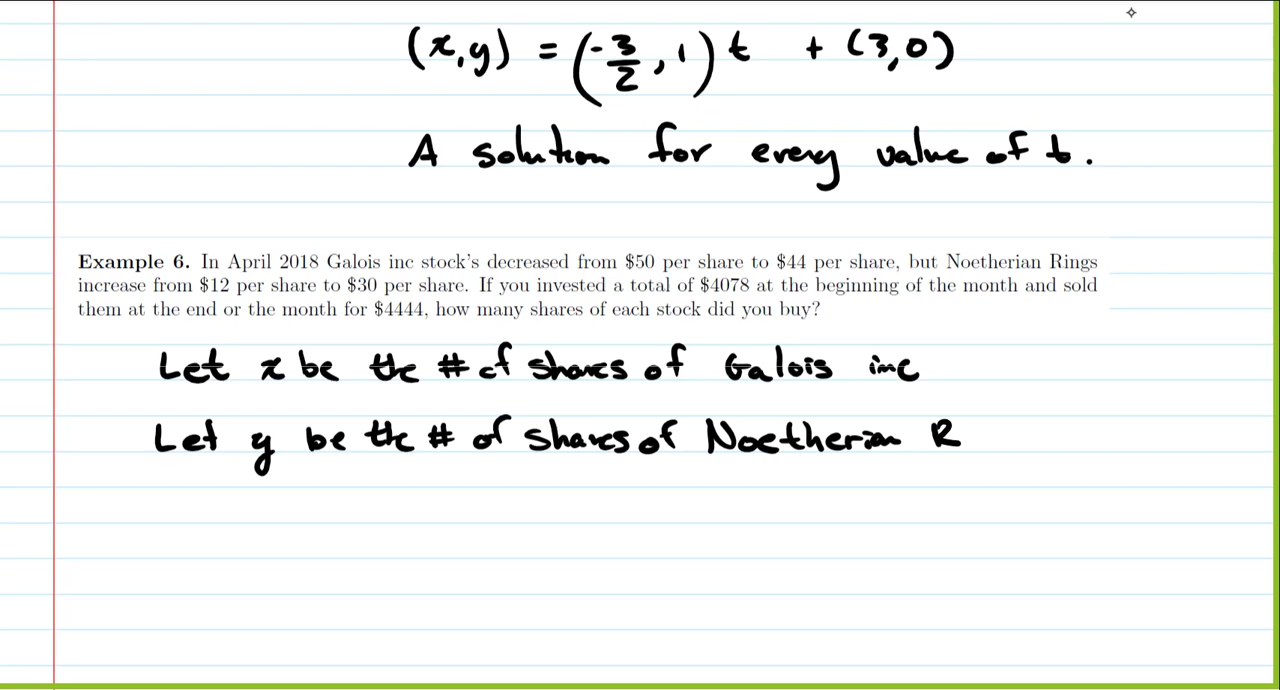 (x,y) = (-3/2, 1) t + (3,0)
A solution for every value of t.
Example 6. In April 2018 Galois inc stock's decreased from $50 per share to $44 per share, but Noetherian Rings
increase from $12 per share to $30 per share. If you invested a total of $4078 at the beginning of the month and sold
them at the end or the month for $4444, how many shares of each stock did you buy?
Let x be the # of shares of Galois inc
Let y be the # of shares of Noetherian R